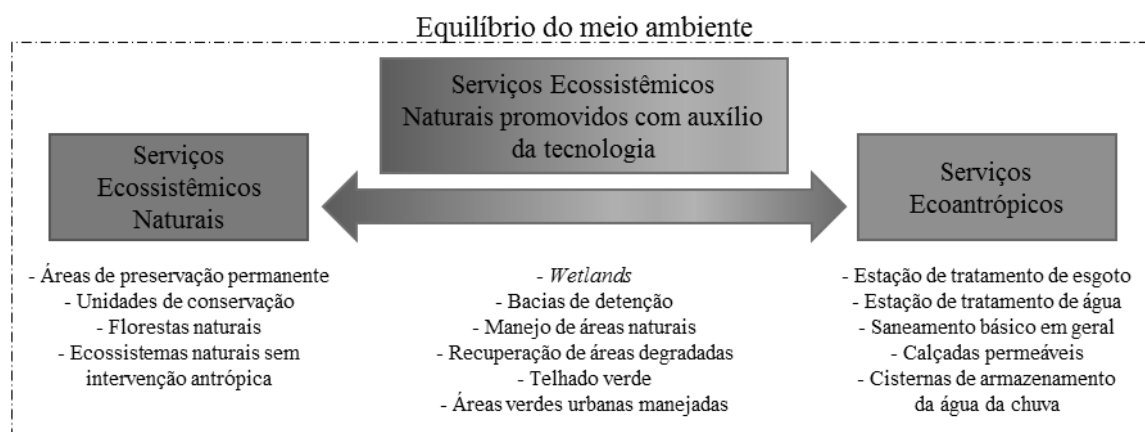 Equilíbrio do meio ambiente
Serviços Ecossistêmicos
Naturais promovidos com auxílio
da tecnologia
Serviços
Ecossistêmicos
Naturais
Serviços
Ecoantrópicos
- Áreas de preservação permanente
- Unidades de conservação
- Florestas naturais
- Ecossistemas naturais sem
intervenção antrópica
- Wetlands
- Bacias de detenção
- Manejo de áreas naturais
- Recuperação de áreas degradadas
- Telhado verde
- Áreas verdes urbanas manejadas
- Estação de tratamento de esgoto
- Estação de tratamento de água
- Saneamento básico em geral
- Calçadas permeáveis
- Cisternas de armazenamento
da água da chuva